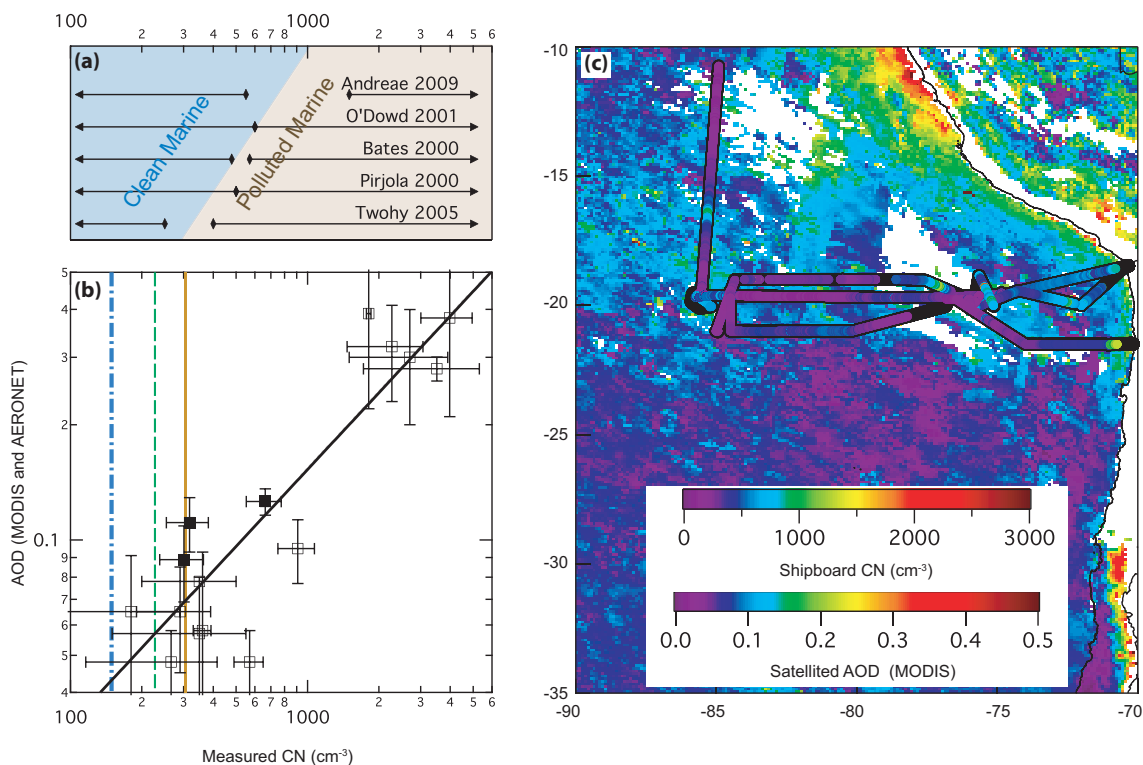 100 2 3 4 5 6 7 8 1000 2 3 4 5 6
(a)
Clean Marine
Polluted Marine
Andreae 2009
O'Dowd 2001
Bates 2000
Pirjola 2000
Twohy 2005
(b)
5
4
3
2
0.1
9
8
7
6
5
4
AOD (MODIS and AERONET)
100 2 3 4 5 6 7 8 1000 2 3 4 5 6
Measured CN (cm⁻³)
(c)
-10
-15
-20
-25
-30
-35
-90 -85 -80 -75 -70
0 1000 2000 3000
Shipboard CN (cm⁻³)
0.0 0.1 0.2 0.3 0.4 0.5
Satellited AOD (MODIS)